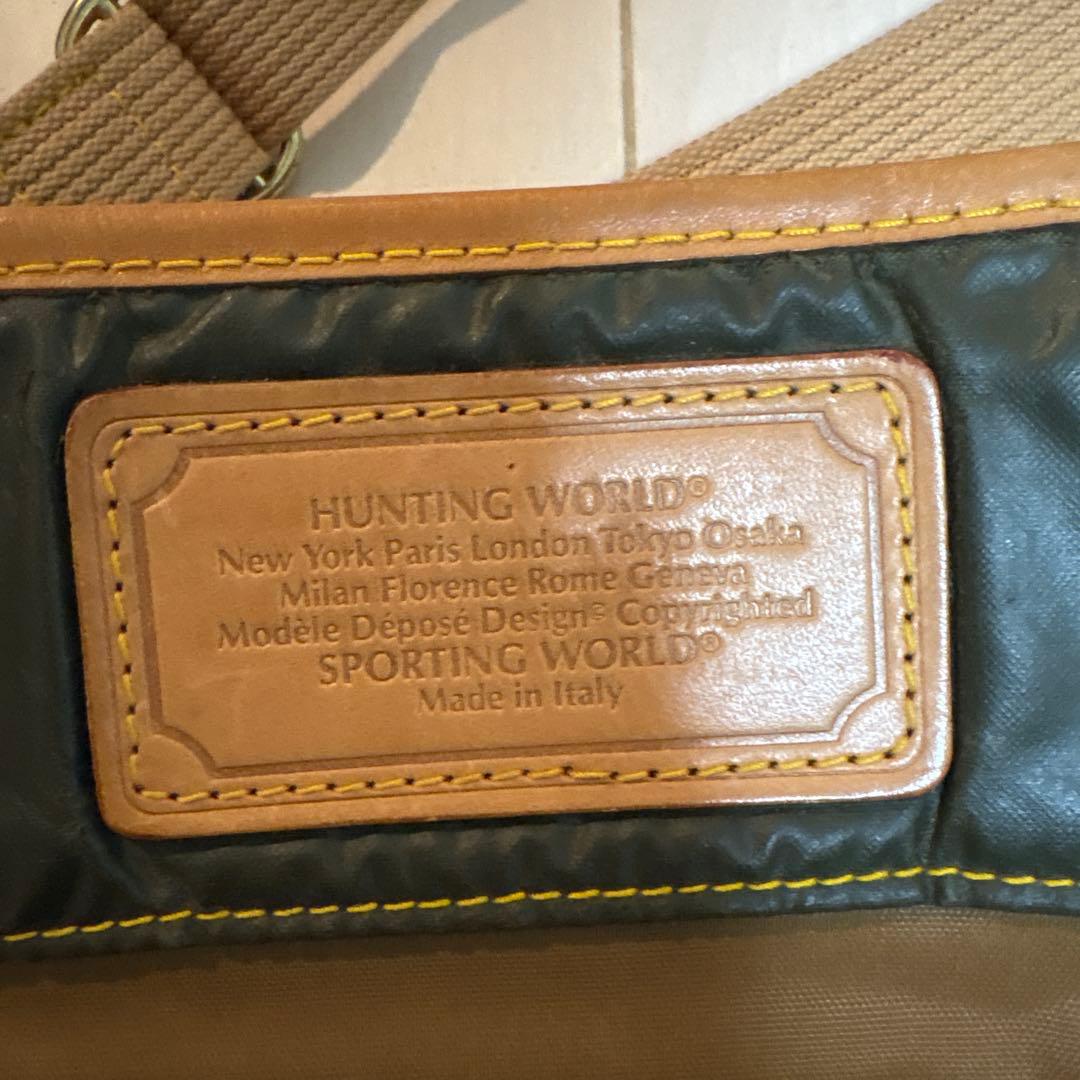 HUNTING WORLD®
New York Paris London Tokyo Osaka
Milan Florence Rome Geneva
Modèle Déposé Design® Copyrighted
SPORTING WORLD®
Made in Italy